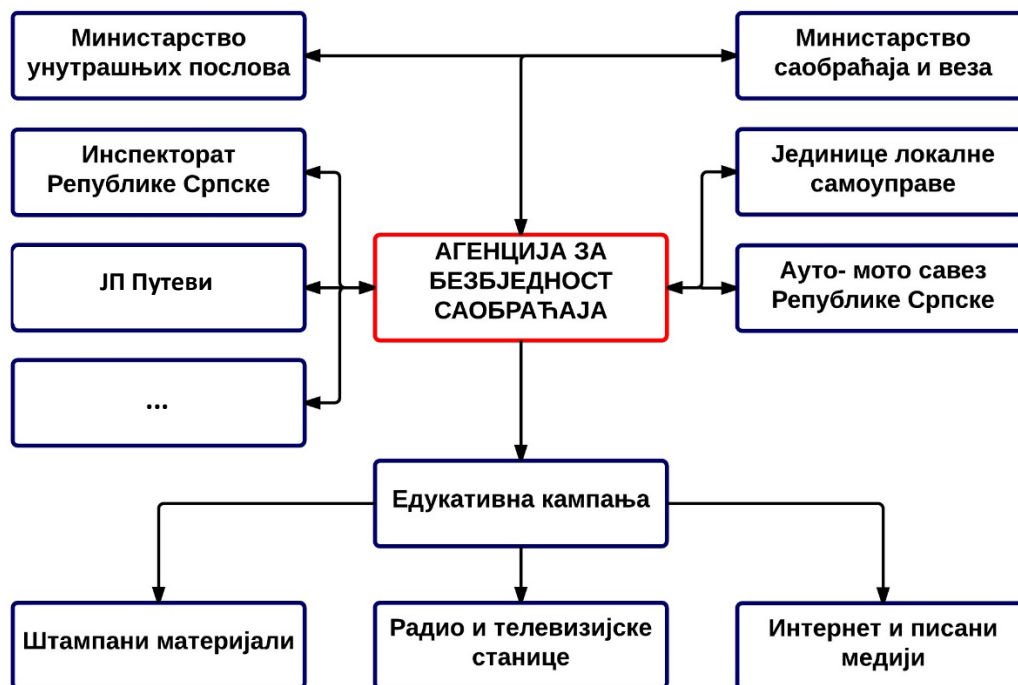 Министарство
унутрашњих послова
Министарство
саобраћаја и веза
Инспекторат
Републике Српске
Јединице локалне
самоуправе
ЈП Путеви
АГЕНЦИЈА ЗА
БЕЗБЈЕДНОСТ
САОБРАЋАЈА
Ауто- мото савез
Републике Српске
...
Едукативна кампања
Штампани материјали
Радио и телевизијске
станице
Интернет и писани
медији